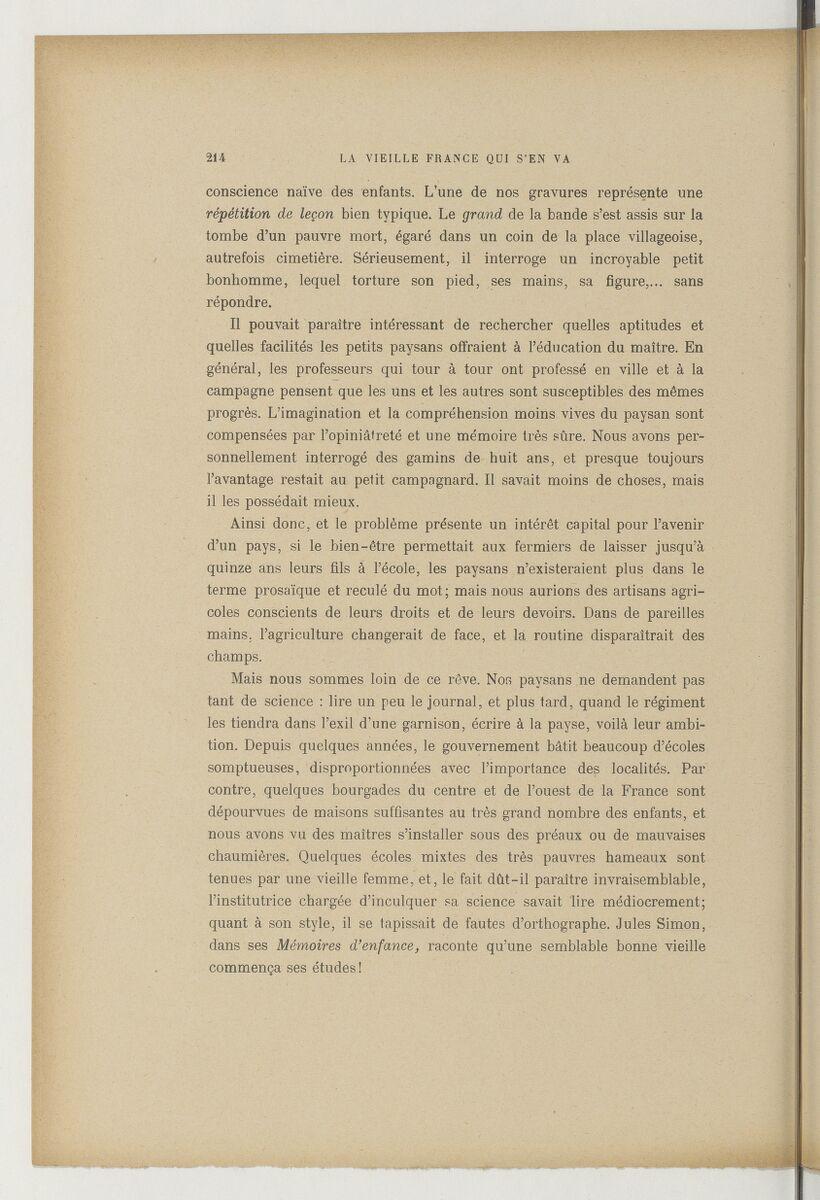 214 LA VIEILLE FRANCE QUI S'EN VA
conscience naïve des enfants. L'une de nos gravures représente une
répétition de leçon bien typique. Le grand de la bande s'est assis sur la
tombe d'un pauvre mort, égaré dans un coin de la place villageoise,
autrefois cimetière. Sérieusement, il interroge un incroyable petit
bonhomme, lequel torture son pied, ses mains, sa figure,... sans
répondre.
Il pouvait paraître intéressant de rechercher quelles aptitudes et
quelles facilités les petits paysans offraient à l'éducation du maître. En
général, les professeurs qui tour à tour ont professé en ville et à la
campagne pensent que les uns et les autres sont susceptibles des mêmes
progrès. L'imagination et la compréhension moins vives du paysan sont
compensées par l'opiniâtreté et une mémoire très sûre. Nous avons per-
sonnellement interrogé des gamins de huit ans, et presque toujours
l'avantage restait au petit campagnard. Il savait moins de choses, mais
il les possédait mieux.
Ainsi donc, et le problème présente un intérêt capital pour l'avenir
d'un pays, si le bien-être permettait aux fermiers de laisser jusqu'à
quinze ans leurs fils à l'école, les paysans n'existeraient plus dans le
terme prosaïque et reculé du mot; mais nous aurions des artisans agri-
coles conscients de leurs droits et de leurs devoirs. Dans de pareilles
mains, l'agriculture changerait de face, et la routine disparaîtrait des
champs.
Mais nous sommes loin de ce rêve. Nos paysans ne demandent pas
tant de science : lire un peu le journal, et plus tard, quand le régiment
les tiendra dans l'exil d'une garnison, écrire à la payse, voilà leur ambi-
tion. Depuis quelques années, le gouvernement bâtit beaucoup d'écoles
somptueuses, disproportionnées avec l'importance des localités. Par
contre, quelques bourgades du centre et de l'ouest de la France sont
dépourvues de maisons suffisantes au très grand nombre des enfants, et
nous avons vu des maîtres s'installer sous des préaux ou de mauvaises
chaumières. Quelques écoles mixtes des très pauvres hameaux sont
tenues par une vieille femme, et, le fait dût-il paraître invraisemblable,
l'institutrice chargée d'inculquer sa science savait lire médiocrement;
quant à son style, il se tapissait de fautes d'orthographe. Jules Simon,
dans ses Mémoires d'enfance, raconte qu'une semblable bonne vieille
commença ses études!